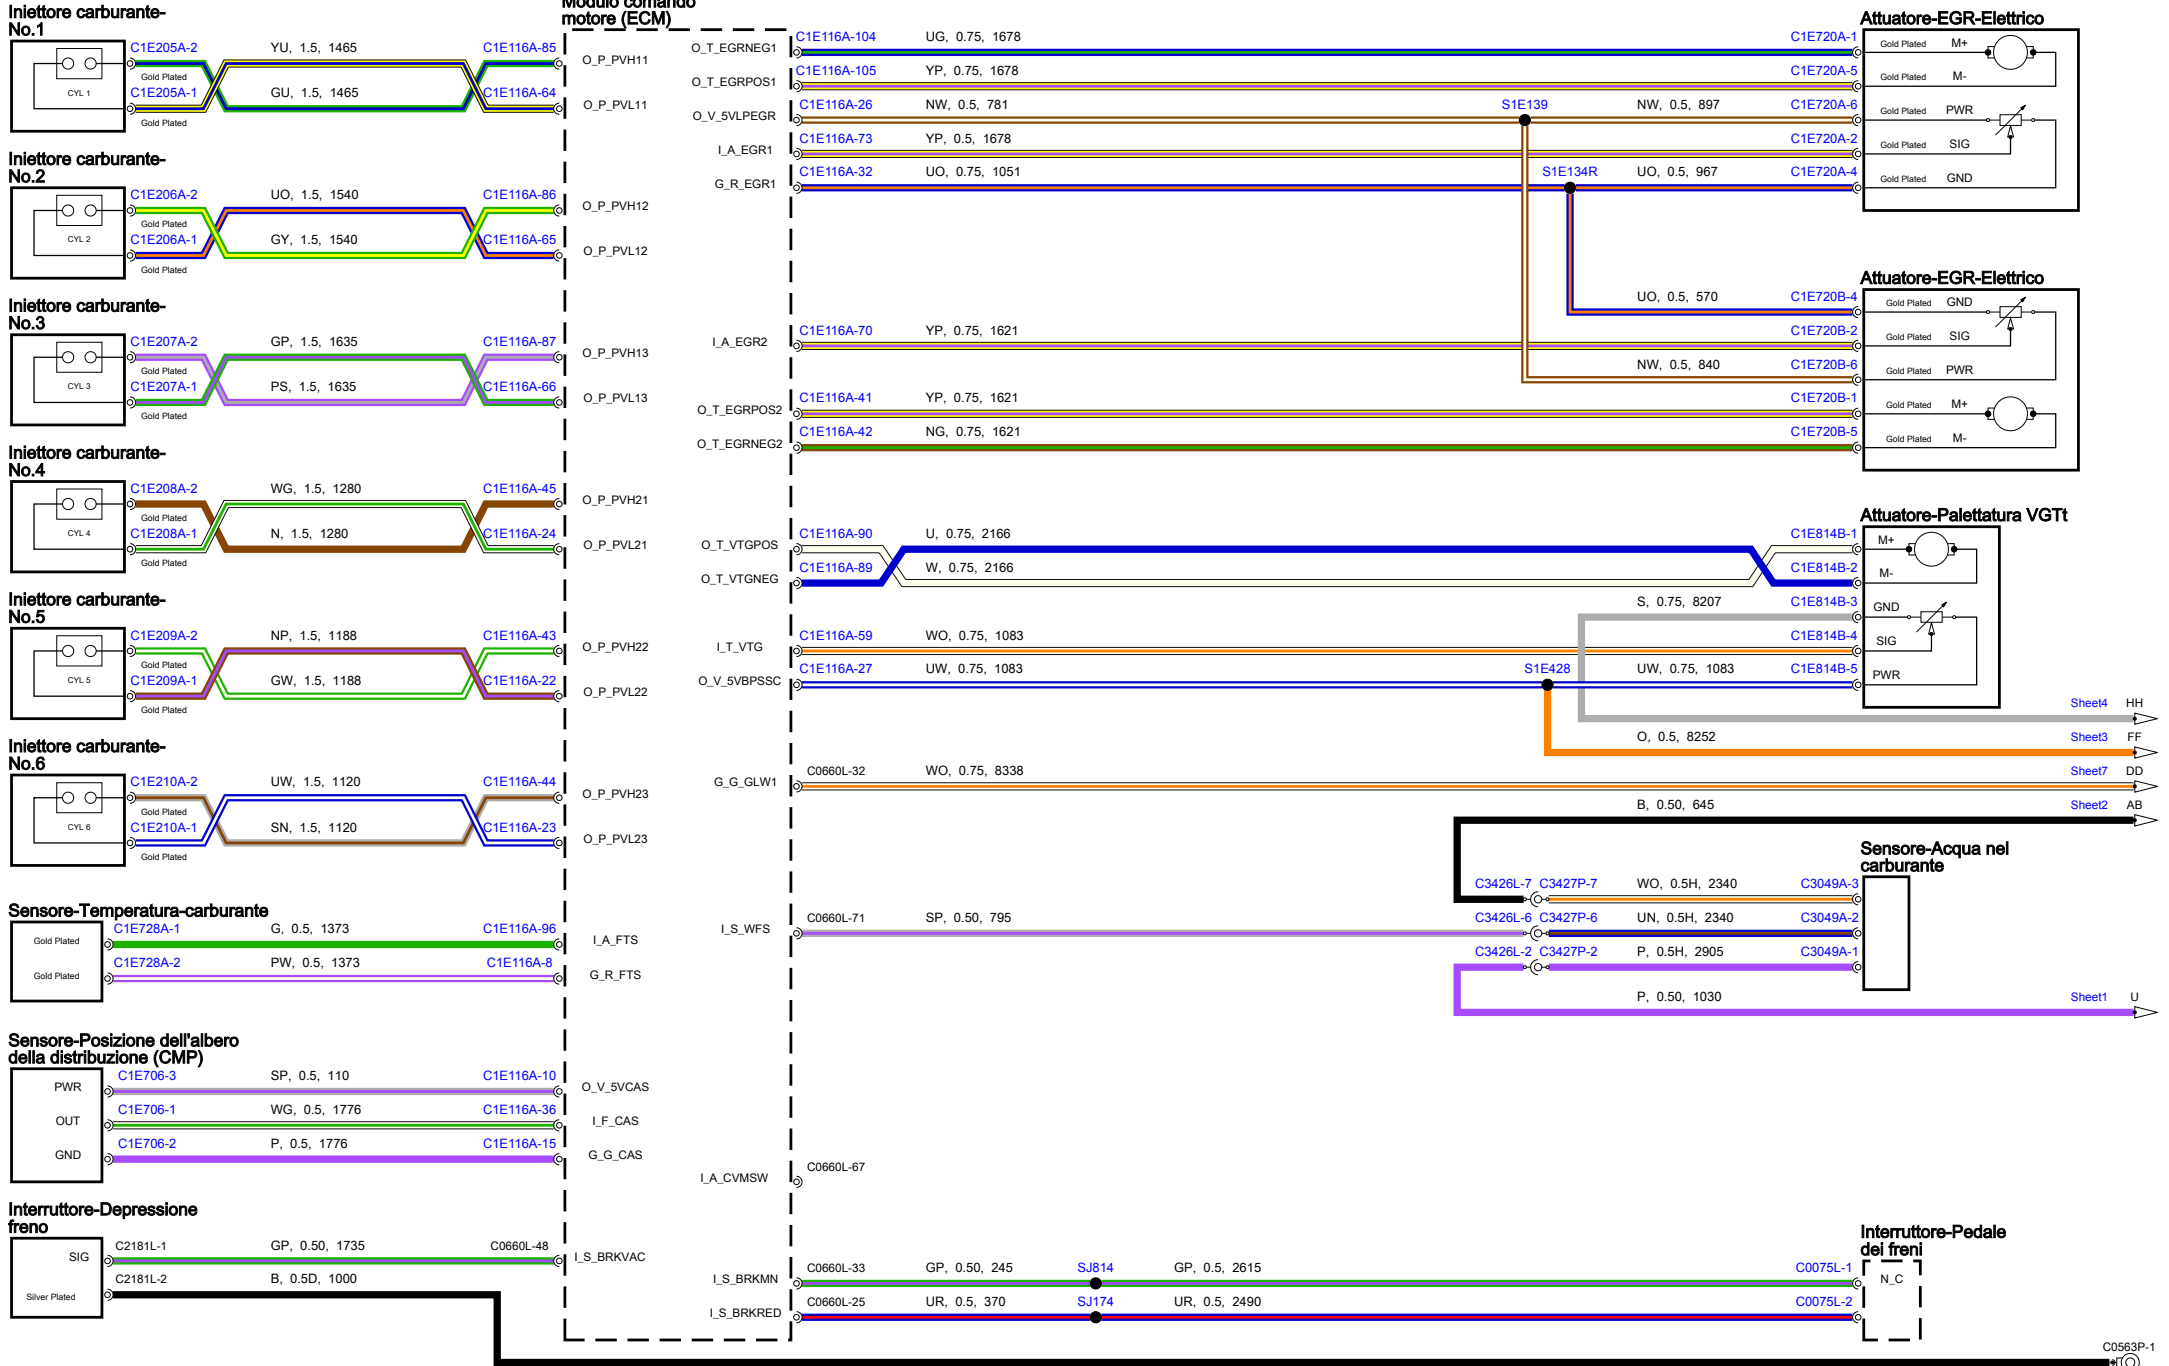 Modulo comando
motore (ECM)
Iniettore carburante-
No.1
C1E205A-2 YU, 1.5, 1465 C1E116A-85 O_P_PVH11
Gold Plated
CYL 1
C1E205A-1 GU, 1.5, 1465 C1E116A-64 O_P_PVL11
Gold Plated
Iniettore carburante-
No.2
C1E206A-2 UO, 1.5, 1540 C1E116A-86 O_P_PVH12
Gold Plated
CYL 2
C1E206A-1 GY, 1.5, 1540 C1E116A-65 O_P_PVL12
Gold Plated
Iniettore carburante-
No.3
C1E207A-2 GP, 1.5, 1635 C1E116A-87 O_P_PVH13
Gold Plated
CYL 3
C1E207A-1 PS, 1.5, 1635 C1E116A-66 O_P_PVL13
Gold Plated
Iniettore carburante-
No.4
C1E208A-2 WG, 1.5, 1280 C1E116A-45 O_P_PVH21
Gold Plated
CYL 4
C1E208A-1 N, 1.5, 1280 C1E116A-24 O_P_PVL21
Gold Plated
Iniettore carburante-
No.5
C1E209A-2 NP, 1.5, 1188 C1E116A-43 O_P_PVH22
Gold Plated
CYL 5
C1E209A-1 GW, 1.5, 1188 C1E116A-22 O_P_PVL22
Gold Plated
Iniettore carburante-
No.6
C1E210A-2 UW, 1.5, 1120 C1E116A-44 O_P_PVH23
Gold Plated
CYL 6
C1E210A-1 SN, 1.5, 1120 C1E116A-23 O_P_PVL23
Gold Plated
Sensore-Temperatura-carburante
Gold Plated C1E728A-1 G, 0.5, 1373 C1E116A-96 I_A_FTS
Gold Plated C1E728A-2 PW, 0.5, 1373 C1E116A-8 G_R_FTS
Sensore-Posizione dell'albero
della distribuzione (CMP)
PWR C1E706-3 SP, 0.5, 110 C1E116A-10 O_V_5VCAS
OUT C1E706-1 WG, 0.5, 1776 C1E116A-36 I_F_CAS
GND C1E706-2 P, 0.5, 1776 C1E116A-15 G_G_CAS
Interruttore-Depressione
freno
SIG C2181L-1 GP, 0.50, 1735 C0660L-48 I_S_BRKVAC
Silver Plated C2181L-2 B, 0.5D, 1000
Attuatore-EGR-Elettrico
O_T_EGRNEG1 C1E116A-104 UG, 0.75, 1678 C1E720A-1 Gold Plated M+
O_T_EGRPOS1 C1E116A-105 YP, 0.75, 1678 C1E720A-5 Gold Plated M-
O_V_5VLPEGR C1E116A-26 NW, 0.5, 781 S1E139 NW, 0.5, 897 C1E720A-6 Gold Plated PWR
I_A_EGR1 C1E116A-73 YP, 0.5, 1678 C1E720A-2 Gold Plated SIG
G_R_EGR1 C1E116A-32 UO, 0.75, 1051 S1E134R UO, 0.5, 967 C1E720A-4 Gold Plated GND
Attuatore-EGR-Elettrico
UO, 0.5, 570 C1E720B-4 Gold Plated GND
I_A_EGR2 C1E116A-70 YP, 0.75, 1621 C1E720B-2 Gold Plated SIG
NW, 0.5, 840 C1E720B-6 Gold Plated PWR
O_T_EGRPOS2 C1E116A-41 YP, 0.75, 1621 C1E720B-1 Gold Plated M+
O_T_EGRNEG2 C1E116A-42 NG, 0.75, 1621 C1E720B-5 Gold Plated M-
Attuatore-Palettatura VGTt
O_T_VTGPOS C1E116A-90 U, 0.75, 2166 C1E814B-1 M+
O_T_VTGNEG C1E116A-89 W, 0.75, 2166 C1E814B-2 M-
S, 0.75, 8207 C1E814B-3 GND
I_T_VTG C1E116A-59 WO, 0.75, 1083 C1E814B-4 SIG
O_V_5VBPSSC C1E116A-27 UW, 0.75, 1083 S1E428 UW, 0.75, 1083 C1E814B-5 PWR
Sheet4 HH
O, 0.5, 8252 Sheet3 FF
G_G_GLW1 C0660L-32 WO, 0.75, 8338 Sheet7 DD
B, 0.50, 645 Sheet2 AB
Sensore-Acqua nel
carburante
C3426L-7 C3427P-7 WO, 0.5H, 2340 C3049A-3
I_S_WFS C0660L-71 SP, 0.50, 795 C3426L-6 C3427P-6 UN, 0.5H, 2340 C3049A-2
C3426L-2 C3427P-2 P, 0.5H, 2905 C3049A-1
P, 0.50, 1030 Sheet1 U
I_A_CVMSW C0660L-67
Interruttore-Pedale
dei freni
I_S_BRKMN C0660L-33 GP, 0.50, 245 SJ814 GP, 0.5, 2615 C0075L-1 N_C
I_S_BRKRED C0660L-25 UR, 0.5, 370 SJ174 UR, 0.5, 2490 C0075L-2
C0563P-1